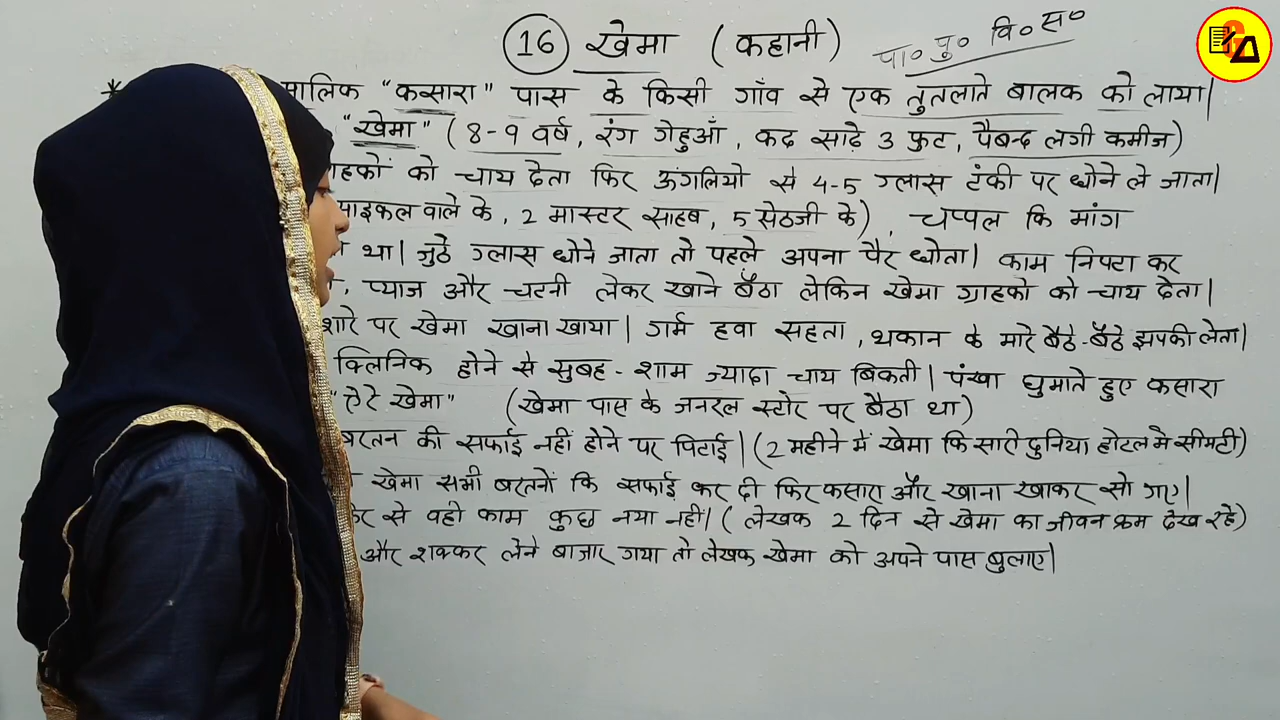 16 खेमा (कहानी) पा० पु० वि० स०
* मालिक "कसारा" पास के किसी गाँव से एक तुतलाते बालक को लाया|
"खेमा" (8-9 वर्ष, रंग गेहुआँ, कद साढे 3 फुट, पैबन्द लगी कमीज)
ाहकों को चाय देता फिर ऊंगलियो से 4-5 ग्लास टंकी पर धोने ले जाता|
साइकल वाले के, 2 मास्टर साहब, 5 सेठजी के), चप्पल कि मांग
था| जुठे ग्लास धोने जाता तो पहले अपना पैर धोता| काम निपटा कर
, प्याज और चटनी लेकर खाने बैठा लेकिन खेमा ग्राहको को चाय देता|
शारे पर खेमा खाना खाया| गर्म हवा सहता, थकान के मारे बैठे-बैठे झपकी लेता|
क्लिनिक होने से सुबह - शाम ज्यादा चाय बिकती| पंखा घुमाते हुए कसारा
"ऐरे खेमा" (खेमा पास के जनरल स्टोर पर बैठा था)
बरतन की सफाई नहीं होने पर पिटाई| (2 महीने में खेमा कि सारी दुनिया होटल मे सीमटी)
खेमा सभी बरतनों कि सफाई कर दी फिर कसारा और खाना खाकर सो गए|
से वही काम कुछ नया नहीं| (लेखक 2 दिन से खेमा का जीवन क्रम देख रहे)
और शक्कर लेने बाजार गया तो लेखक खेमा को अपने पास बुलाए|